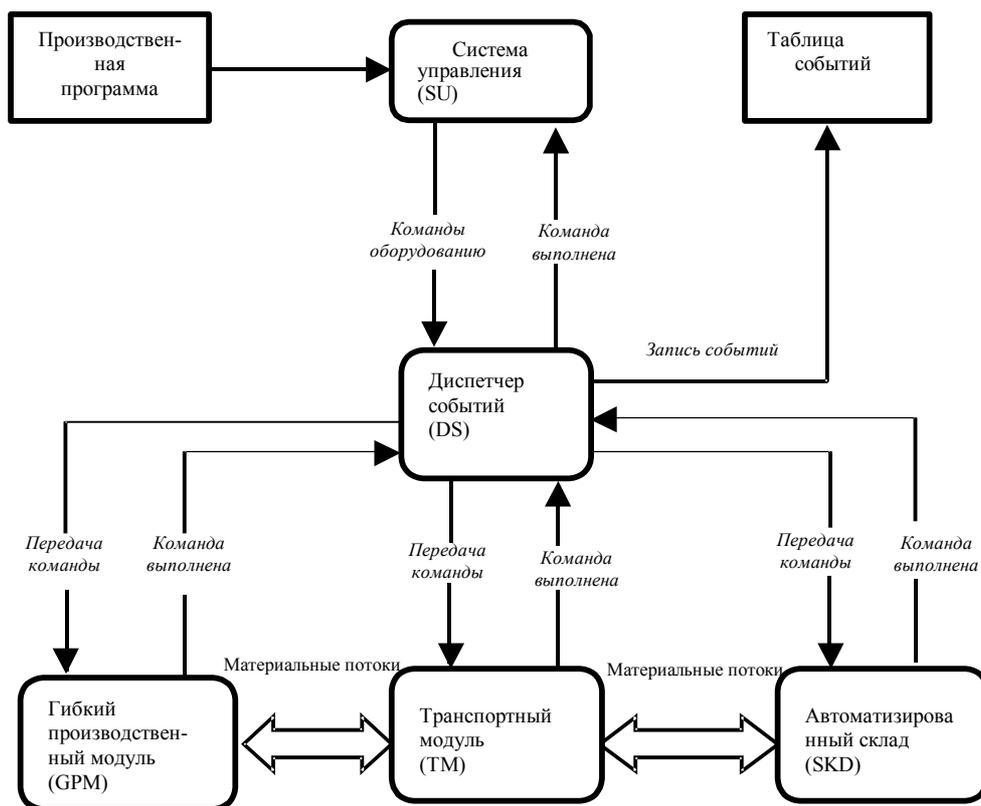 Производствен-
ная
программа
Система
управления
(SU)
Таблица
событий
Команды
оборудованию
Команда
выполнена
Запись событий
Диспетчер
событий
(DS)
Передача
команды
Команда
выполнена
Передача
команды
Команда
выполнена
Передача
команды
Команда
выполнена
Материальные потоки
Материальные потоки
Гибкий
производствен-
ный модуль
(GPM)
Транспортный
модуль
(TM)
Автоматизирова
нный склад
(SKD)